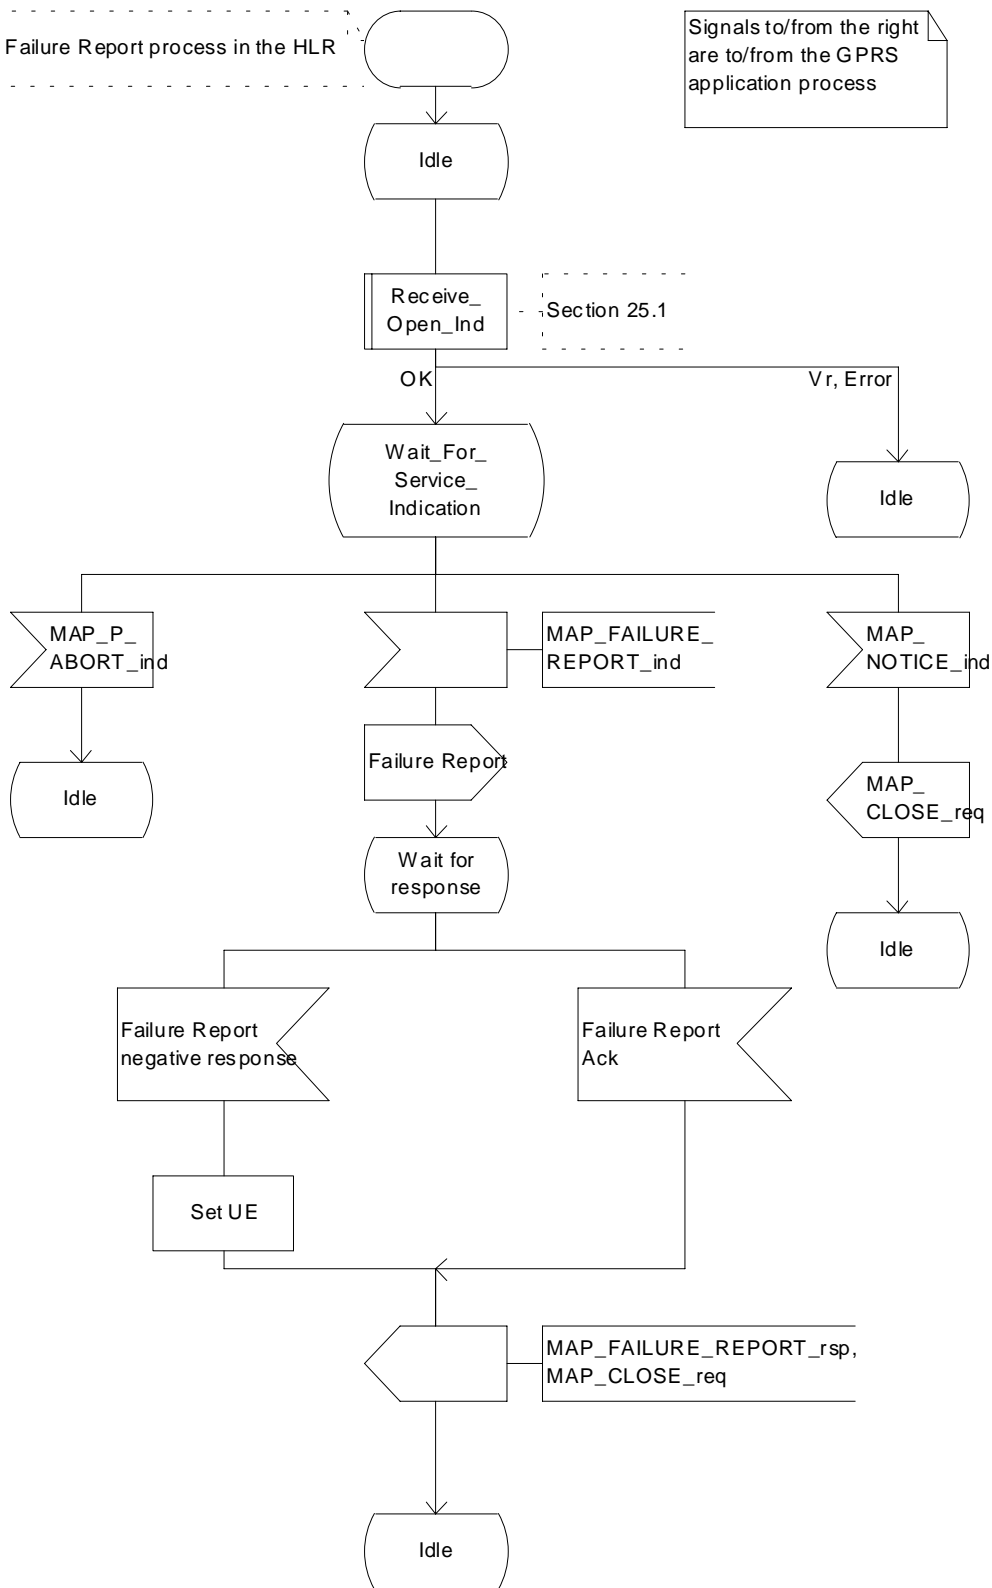 Failure Report process in the HLR
Signals to/from the right
are to/from the GPRS
application process
Idle
Receive_
Open_Ind
Section 25.1
OK
Vr, Error
Wait_For_
Service_
Indication
Idle
MAP_P_
ABORT_ind
MAP_FAILURE_
REPORT_ind
MAP_
NOTICE_ind
Failure Report
Idle
MAP_
CLOSE_req
Wait for
response
Idle
Failure Report
negative response
Failure Report
Ack
Set UE
MAP_FAILURE_REPORT_rsp,
MAP_CLOSE_req
Idle